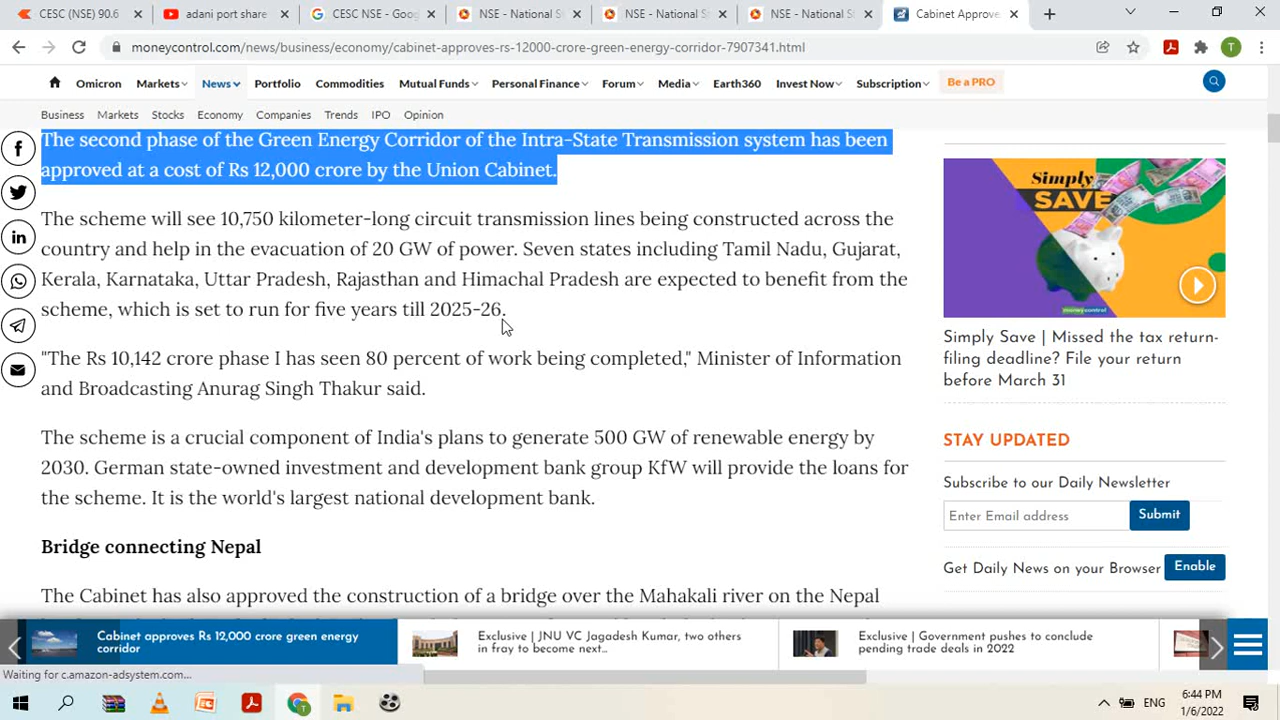 CESC (NSE) 90.6
adani port share
CESC NSE - Goo
NSE - National S
NSE - National S
NSE - National S
Cabinet Approve
moneycontrol.com/news/business/economy/cabinet-approves-rs-12000-crore-green-energy-corridor-7907341.html
T
Omicron Markets News Portfolio Commodities Mutual Funds Personal Finance Forum Media Earth360 Invest Now Subscription Be a PRO
Business Markets Stocks Economy Companies Trends IPO Opinion
The second phase of the Green Energy Corridor of the Intra-State Transmission system has been
approved at a cost of Rs 12,000 crore by the Union Cabinet.
The scheme will see 10,750 kilometer-long circuit transmission lines being constructed across the
country and help in the evacuation of 20 GW of power. Seven states including Tamil Nadu, Gujarat,
Kerala, Karnataka, Uttar Pradesh, Rajasthan and Himachal Pradesh are expected to benefit from the
scheme, which is set to run for five years till 2025-26.
"The Rs 10,142 crore phase I has seen 80 percent of work being completed," Minister of Information
and Broadcasting Anurag Singh Thakur said.
The scheme is a crucial component of India's plans to generate 500 GW of renewable energy by
2030. German state-owned investment and development bank group KfW will provide the loans for
the scheme. It is the world's largest national development bank.
Bridge connecting Nepal
The Cabinet has also approved the construction of a bridge over the Mahakali river on the Nepal
Simply
SAVE
moneycontrol
Simply Save | Missed the tax return-
filing deadline? File your return
before March 31
STAY UPDATED
Subscribe to our Daily Newsletter
Enter Email address Submit
Get Daily News on your Browser Enable
Cabinet approves Rs 12,000 crore green energy
corridor
Exclusive | JNU VC Jagadesh Kumar, two others
in fray to become next...
Exclusive | Government pushes to conclude
pending trade deals in 2022
Waiting for c.amazon-adsystem.com...
ENG
6:44 PM
1/6/2022